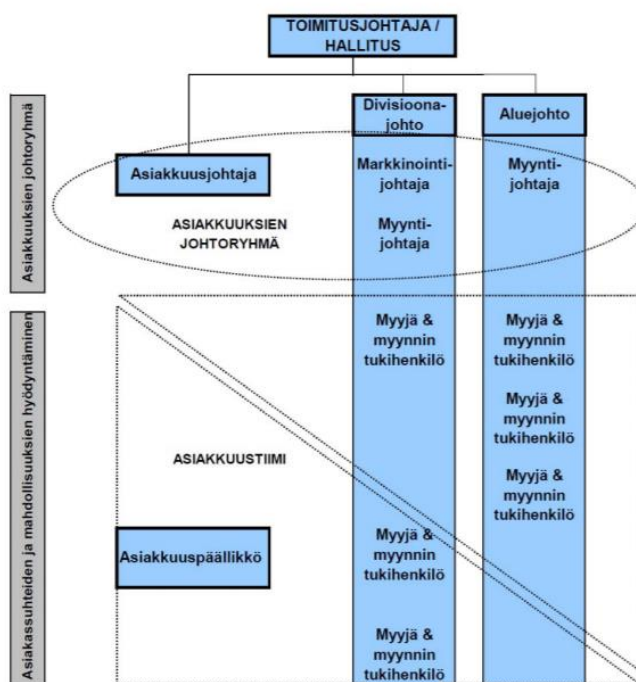 TOIMITUSJOHTAJA /
HALLITUS
Asiakkuuksien johtoryhmä
Divisioona-
johto
Aluejohto
Asiakkuusjohtaja
Markkinointi-
johtaja
Myynti-
johtaja
ASIAKKUUKSIEN
JOHTORYHMÄ
Myynti-
johtaja
Asiakassuhteiden ja mahdollisuuksien hyödyntäminen
Myyjä &
myynnin
tukihenkilö
Myyjä &
myynnin
tukihenkilö
Myyjä &
myynnin
tukihenkilö
ASIAKKUUSTIIMI
Myyjä &
myynnin
tukihenkilö
Asiakkuuspäällikkö
Myyjä &
myynnin
tukihenkilö
Myyjä &
myynnin
tukihenkilö